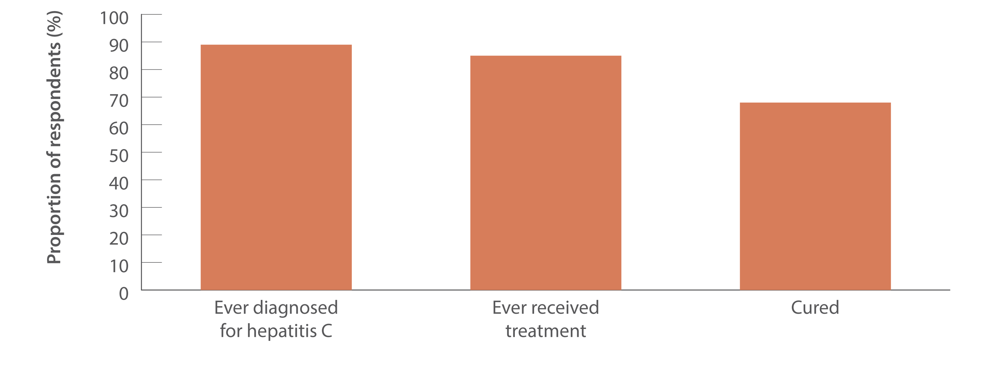 Proportion of respondents (%)
100
90
80
70
60
50
40
30
20
10
0
Ever diagnosed
for hepatitis C
Ever received
treatment
Cured